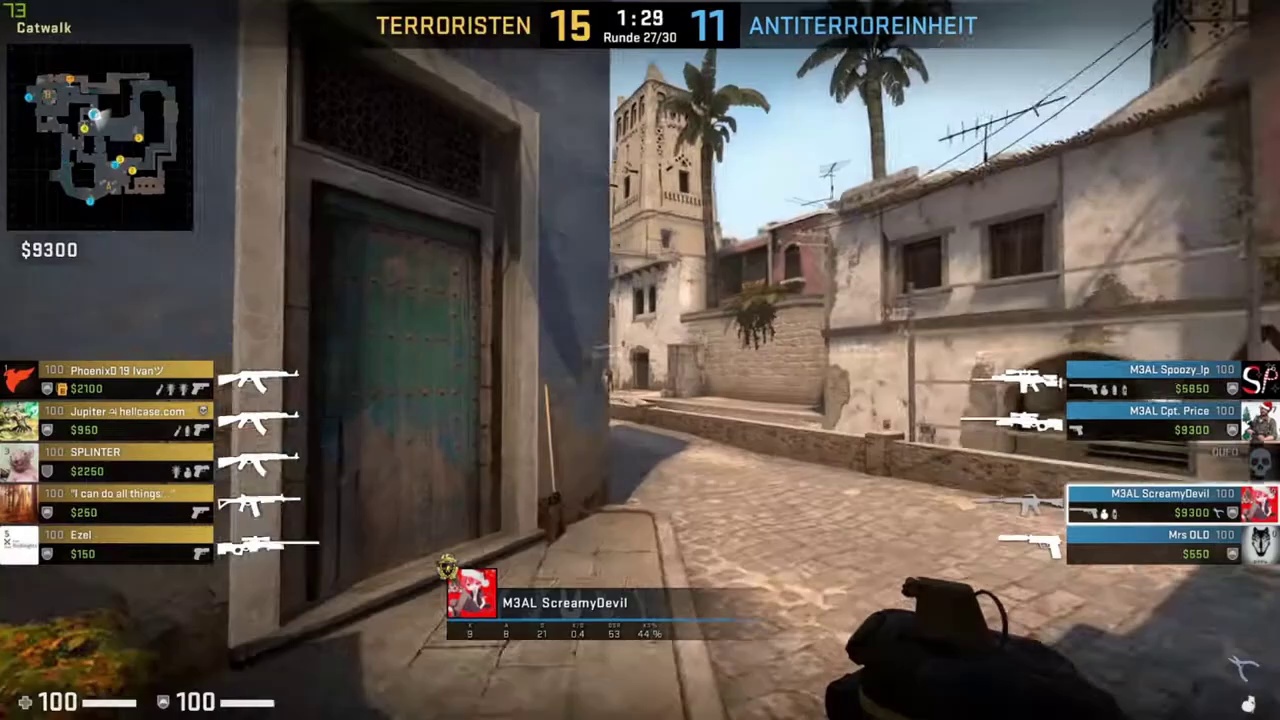 73
Catwalk
TERRORISTEN 15 1:29 11 ANTITERROREINHEIT
Runde 27/30
$9300
100 PhoenixD 19 Ivanツ
$2100
100 Jupiter ♃ hellcase.com
$950
100 SPLINTER
$2250
100 "I can do all things..."
$250
100 Ezel
$150
M3AL Spoozy_lp 100
$5850
M3AL Cpt. Price 100
$9300
M3AL ScreamyDevil 100
$9300
Mrs OLD 100
$550
M3AL ScreamyDevil
9 8 21 0.4 53 44 %
100 100